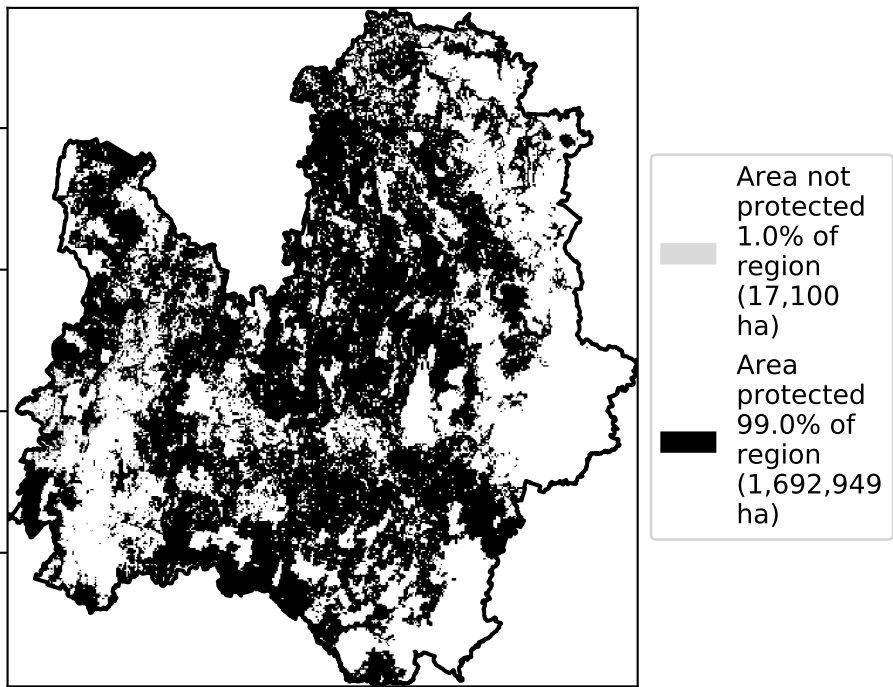 Area not
protected
1.0% of
region
(17,100
ha)
Area
protected
99.0% of
region
(1,692,949
ha)